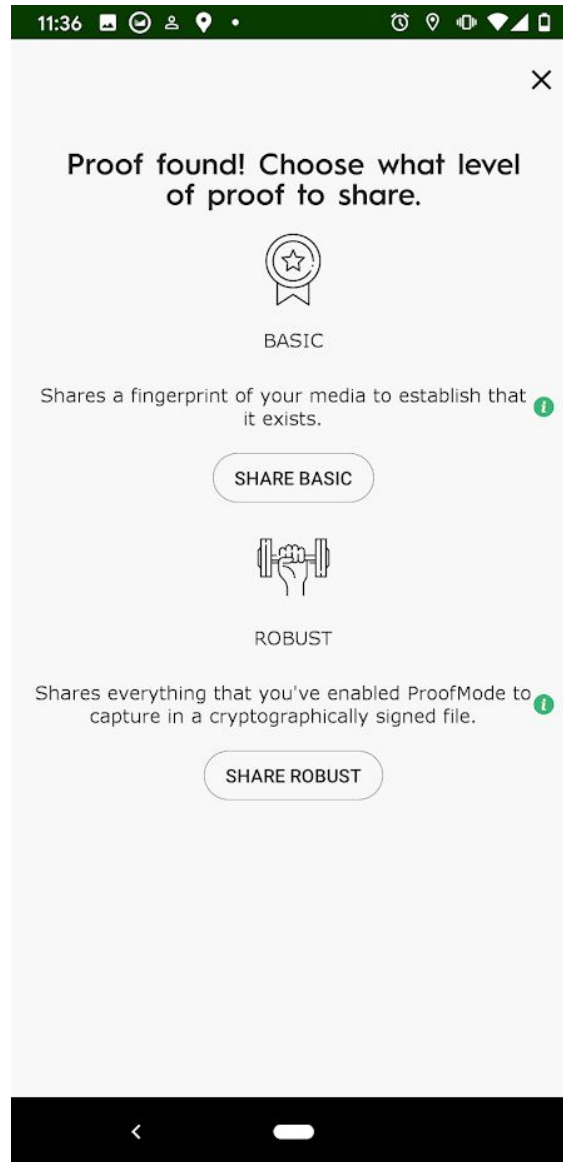 11:36
Proof found! Choose what level
of proof to share.
BASIC
Shares a fingerprint of your media to establish that
it exists.
SHARE BASIC
ROBUST
Shares everything that you've enabled ProofMode to
capture in a cryptographically signed file.
SHARE ROBUST